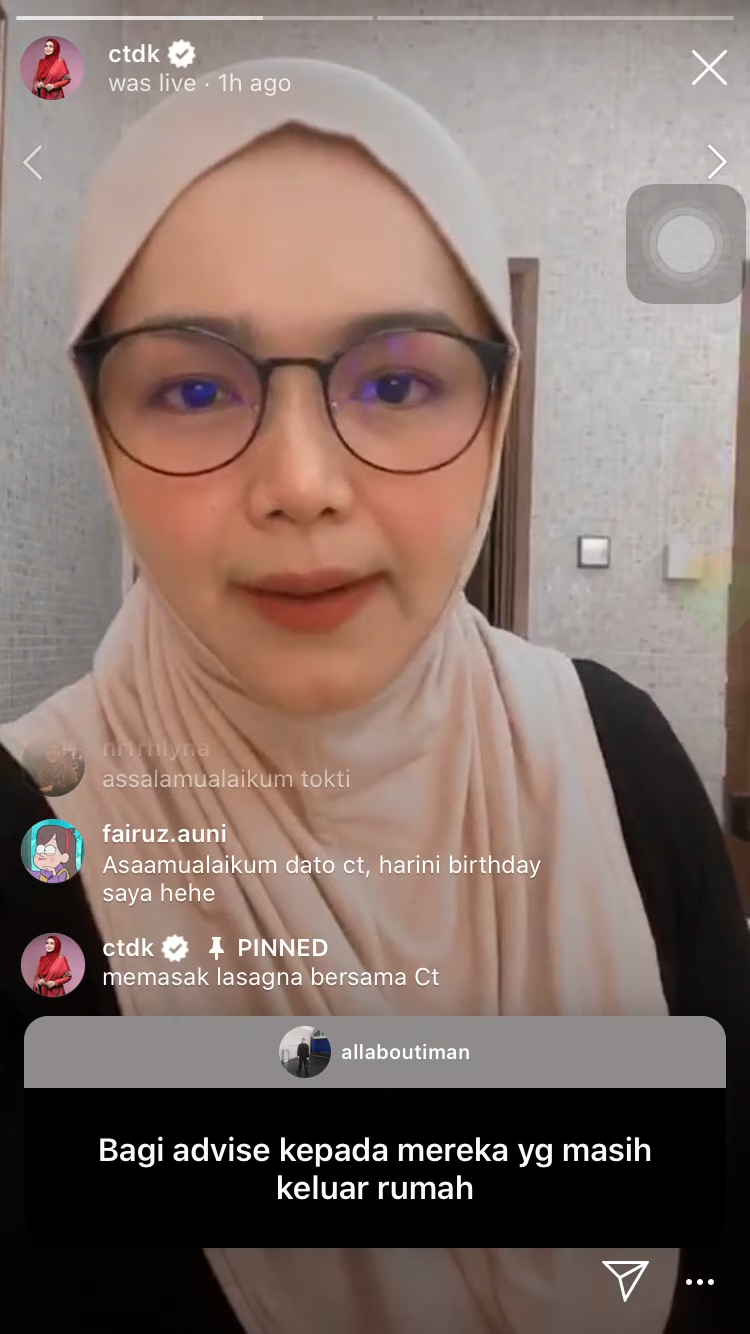 ctdk
was live · 1h ago
assalamualaikum tokti
fairuz.auni
Asaamualaikum dato ct, harini birthday
saya hehe
ctdk PINNED
memasak lasagna bersama Ct
allaboutiman
Bagi advise kepada mereka yg masih
keluar rumah